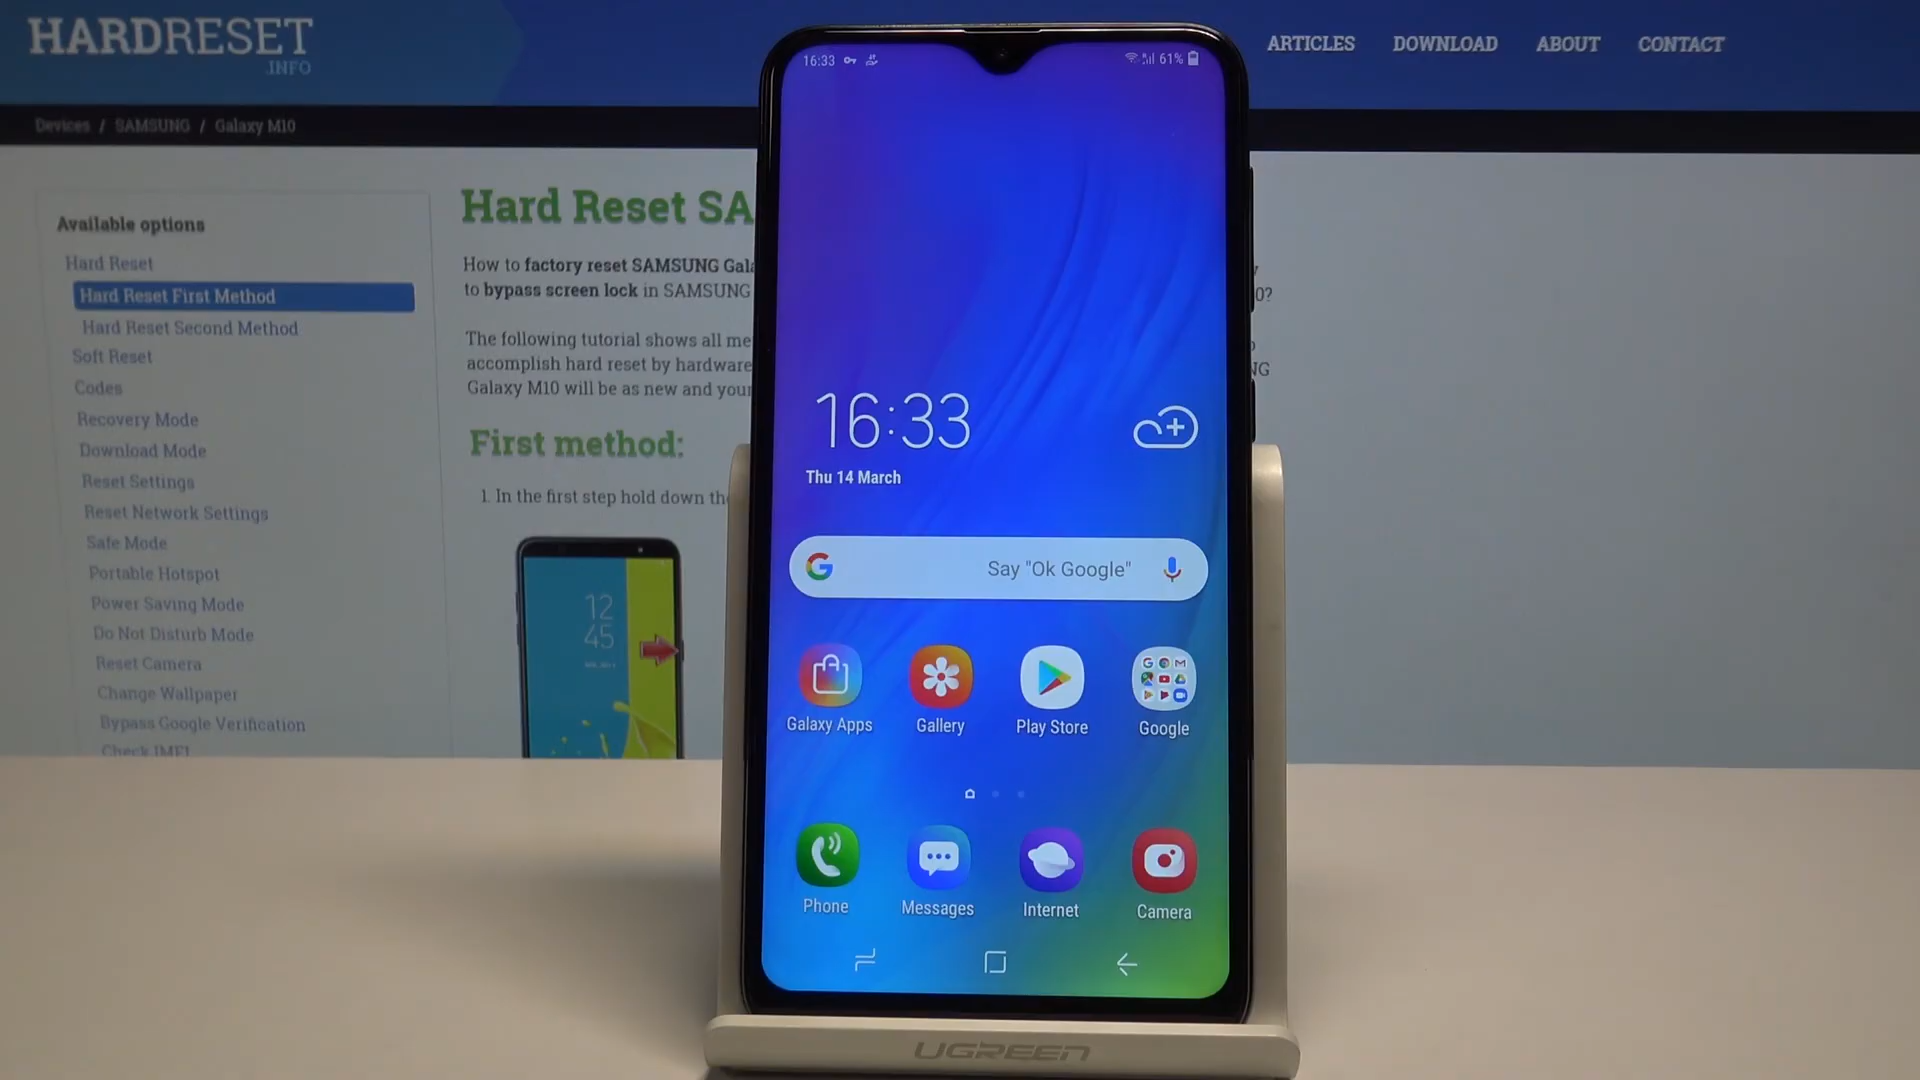 HARDRESET
.INFO
ARTICLES DOWNLOAD ABOUT CONTACT
Devices / SAMSUNG / Galaxy M10
Available options
Hard Reset
Hard Reset First Method
Hard Reset Second Method
Soft Reset
Codes
Recovery Mode
Download Mode
Reset Settings
Reset Network Settings
Safe Mode
Portable Hotspot
Power Saving Mode
Do Not Disturb Mode
Reset Camera
Change Wallpaper
Bypass Google Verification
Check IMEI
Hard Reset SA
How to factory reset SAMSUNG Gala
to bypass screen lock in SAMSUNG
0?
The following tutorial shows all me
accomplish hard reset by hardware
NG
Galaxy M10 will be as new and your
First method:
1. In the first step hold down the
12
45
16:33 61%
16:33
Thu 14 March
G Say "Ok Google"
Galaxy Apps Gallery Play Store Google
Phone Messages Internet Camera
UGREEN